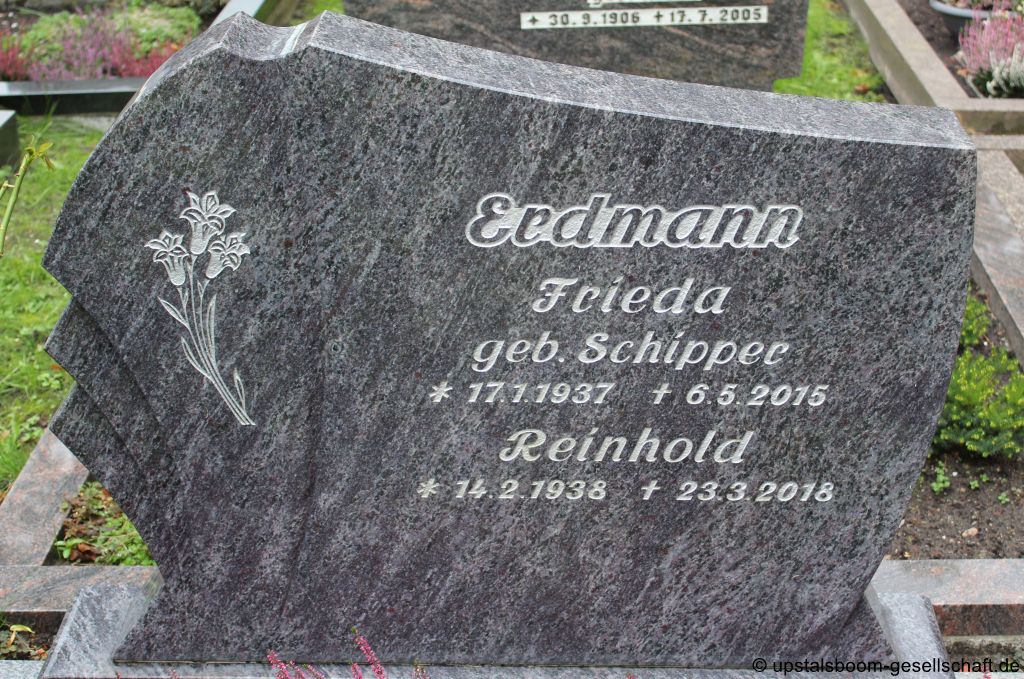 * 30.9.1906 † 17.7.2005
Erdmann
Frieda
geb. Schipper
* 17.1.1937 † 6.5.2015
Reinhold
* 14.2.1938 † 23.3.2018
© upstalsboom-gesellschaft.de